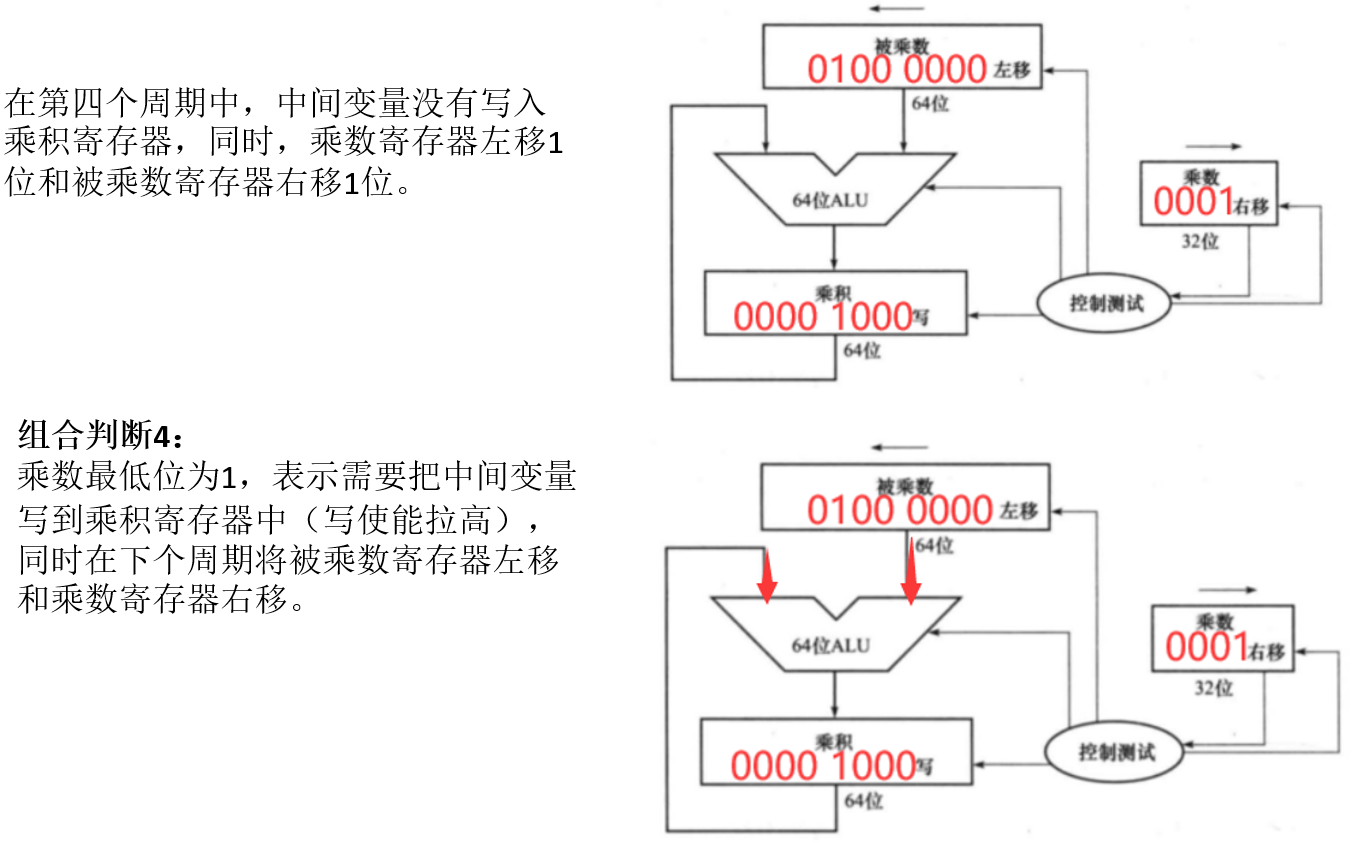 在第四个周期中，中间变量没有写入
乘积寄存器，同时，乘数寄存器左移1
位和被乘数寄存器右移1位。
被乘数
0100 0000 左移
64位
64位ALU
乘数
0001 右移
32位
控制测试
乘积
0000 1000 写
64位
组合判断4：
乘数最低位为1，表示需要把中间变量
写到乘积寄存器中（写使能拉高），
同时在下个周期将被乘数寄存器左移
和乘数寄存器右移。
被乘数
0100 0000 左移
64位
64位ALU
乘数
0001 右移
32位
控制测试
乘积
0000 1000 写
64位